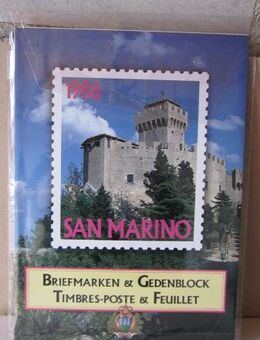 1986
SAN MARINO
BRIEFMARKEN & GEDENBLOCK
TIMBRES-POSTE & FEUILLET